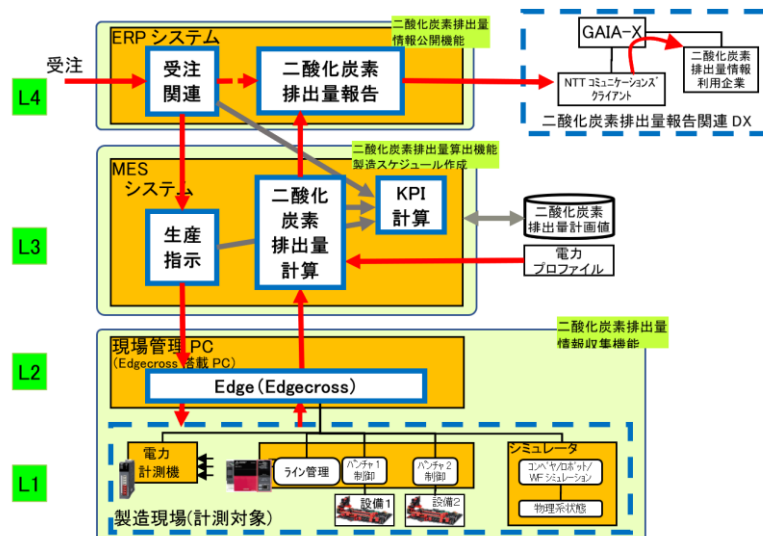 ERP システム
二酸化炭素排出量
情報公開機能
L4
受注
受注
関連
二酸化炭素
排出量報告
GAIA-X
NTT コミュニケーションズ
クライアント
二酸化炭素
排出量情報
利用企業
二酸化炭素排出量報告関連 DX
L3
MES
システム
二酸化炭素排出量算出機能
製造スケジュール作成
生産
指示
二酸化
炭素
排出量
計算
KPI
計算
二酸化炭素
排出量計画値
電力
プロファイル
L2
現場管理 PC
(Edgecross 搭載 PC)
二酸化炭素排出量
情報収集機能
Edge (Edgecross)
L1
電力
計測機
ライン管理
パンチャ1
制御
パンチャ2
制御
設備1
設備2
シミュレータ
コンベヤ/ロボット/
WFシミュレーション
物理系状態
製造現場(計測対象)